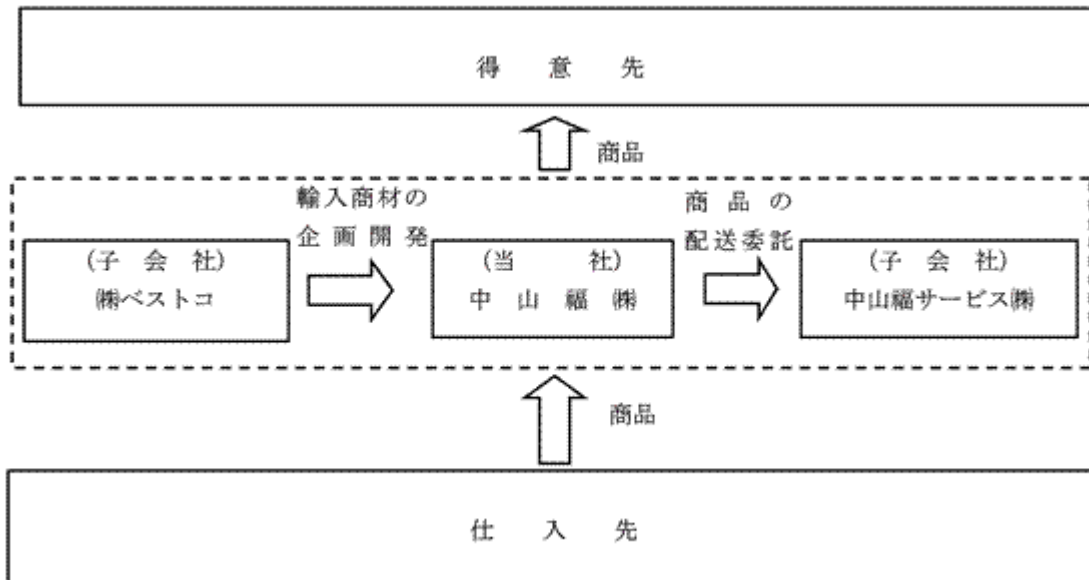 得意先
商品
輸入商材の
企画開発
商品の
配送委託
(子会社)
㈱ベストコ
(当社)
中山福㈱
(子会社)
中山福サービス㈱
商品
仕入先